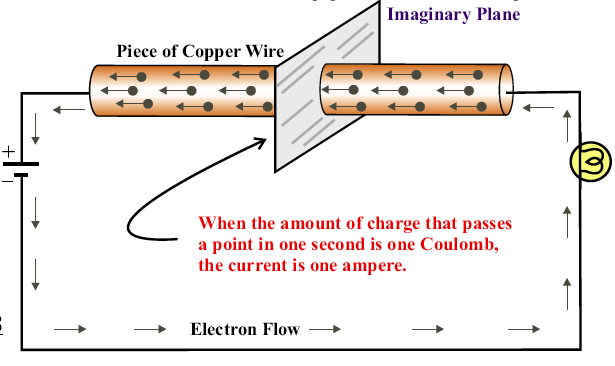 Imaginary Plane
Piece of Copper Wire
+
−
When the amount of charge that passes
a point in one second is one Coulomb,
the current is one ampere.
Electron Flow